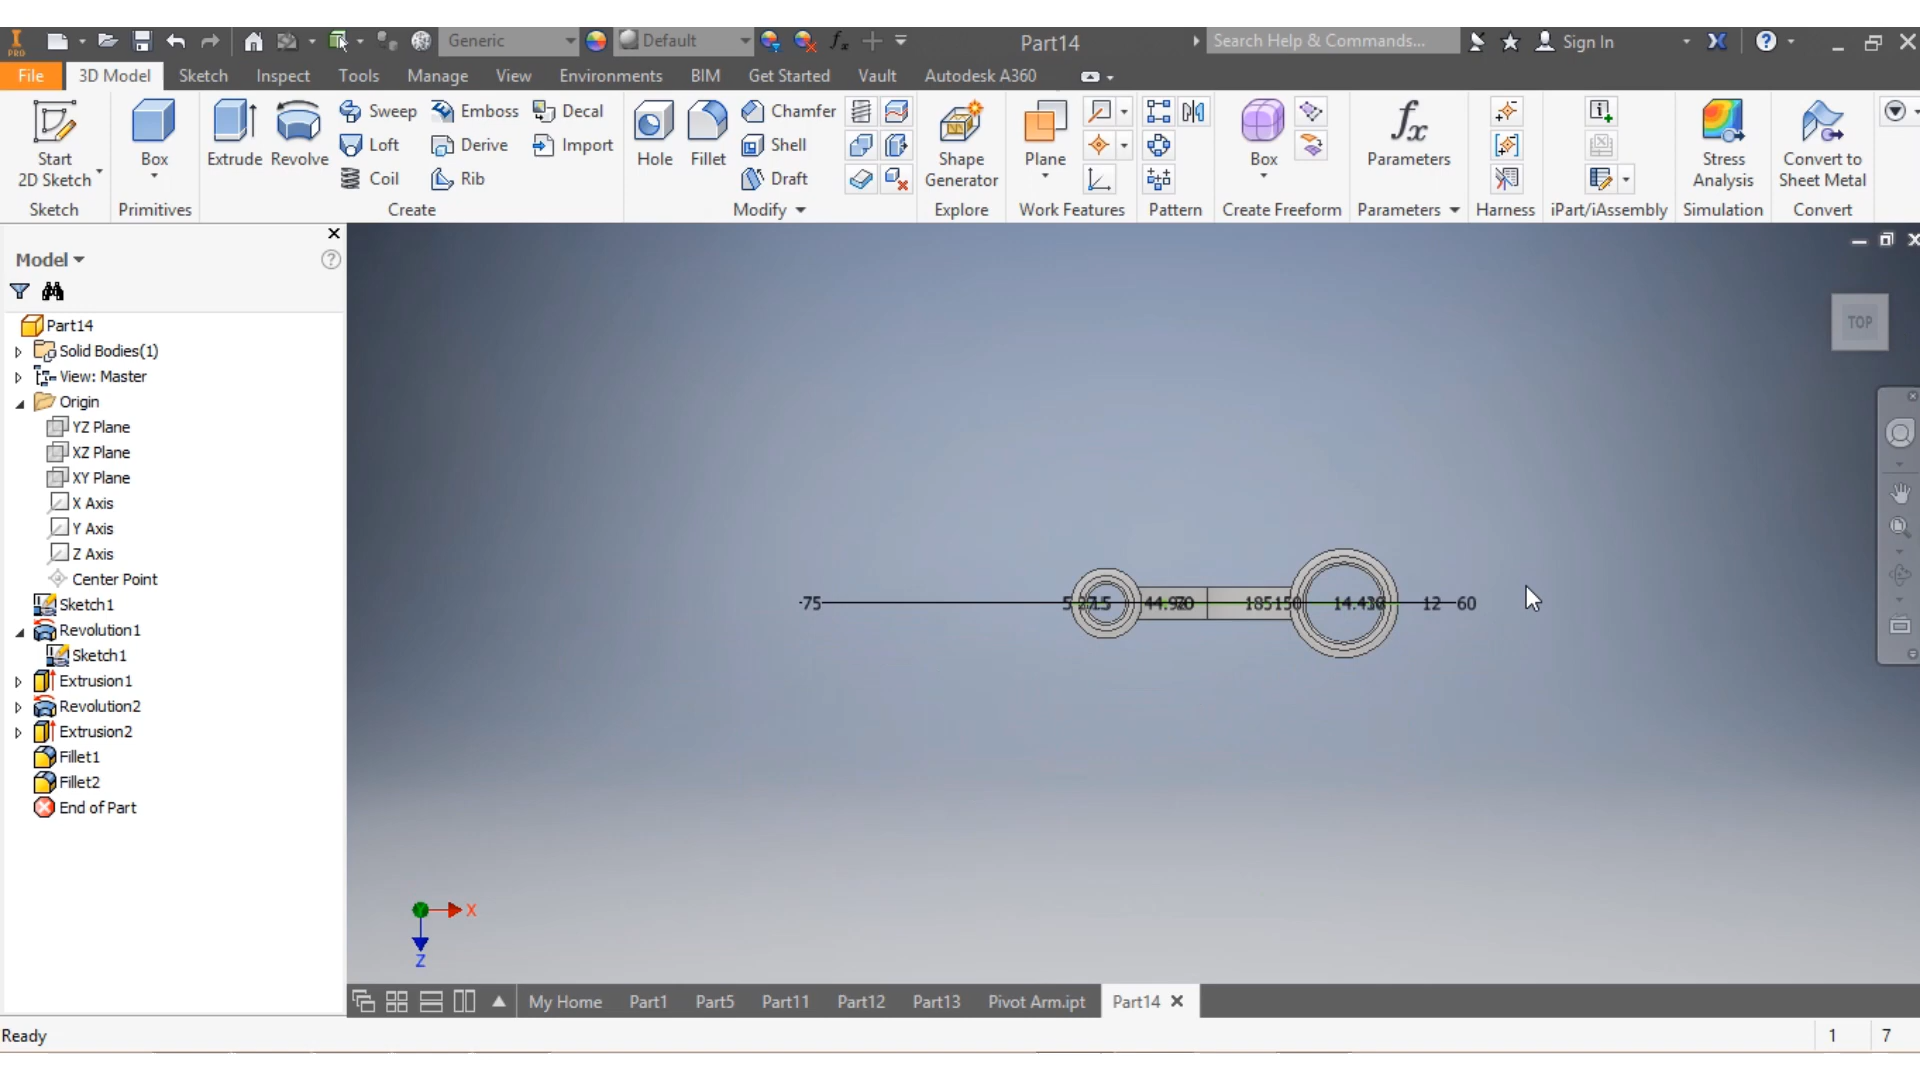 PRO
Generic
Default
Part14
Search Help & Commands...
Sign In
File
3D Model
Sketch
Inspect
Tools
Manage
View
Environments
BIM
Get Started
Vault
Autodesk A360
Start
2D Sketch
Box
Extrude
Revolve
Sweep
Emboss
Decal
Loft
Derive
Import
Coil
Rib
Hole
Fillet
Chamfer
Shell
Draft
Shape
Generator
Plane
Box
fx
Parameters
Stress
Analysis
Convert to
Sheet Metal
Sketch
Primitives
Create
Modify
Explore
Work Features
Pattern
Create Freeform
Parameters
Harness
iPart/iAssembly
Simulation
Convert
Model
Part14
Solid Bodies(1)
View: Master
Origin
YZ Plane
XZ Plane
XY Plane
X Axis
Y Axis
Z Axis
Center Point
Sketch1
Revolution1
Sketch1
Extrusion1
Revolution2
Extrusion2
Fillet1
Fillet2
End of Part
TOP
75
185150
12
60
X
Z
My Home
Part1
Part5
Part11
Part12
Part13
Pivot Arm.ipt
Part14
Ready
1
7